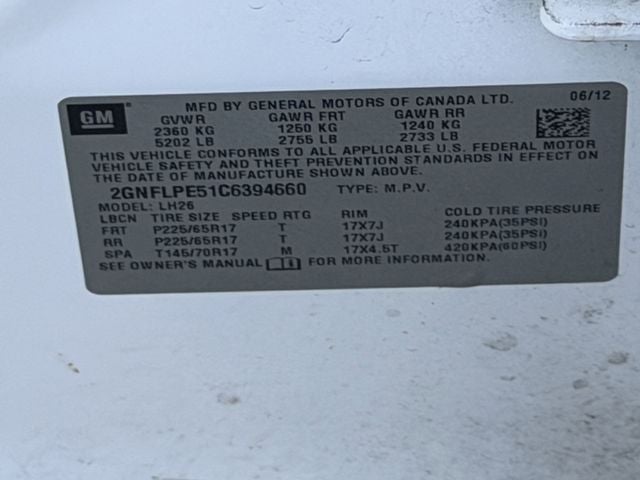 GM
MFD BY GENERAL MOTORS OF CANADA LTD. 06/12
GVWR GAWR FRT GAWR RR
2360 KG 1250 KG 1240 KG
5202 LB 2755 LB 2733 LB
THIS VEHICLE CONFORMS TO ALL APPLICABLE U.S. FEDERAL MOTOR
VEHICLE SAFETY AND THEFT PREVENTION STANDARDS IN EFFECT ON
THE DATE OF MANUFACTURE SHOWN ABOVE.
2GNFLPE51C6394660 TYPE: M.P.V.
MODEL: LH26
LBCN TIRE SIZE SPEED RTG RIM COLD TIRE PRESSURE
FRT P225/65R17 T 17X7J 240KPA(35PSI)
RR P225/65R17 T 17X7J 240KPA(35PSI)
SPA T145/70R17 M 17X4.5T 420KPA(60PSI)
SEE OWNER'S MANUAL FOR MORE INFORMATION.